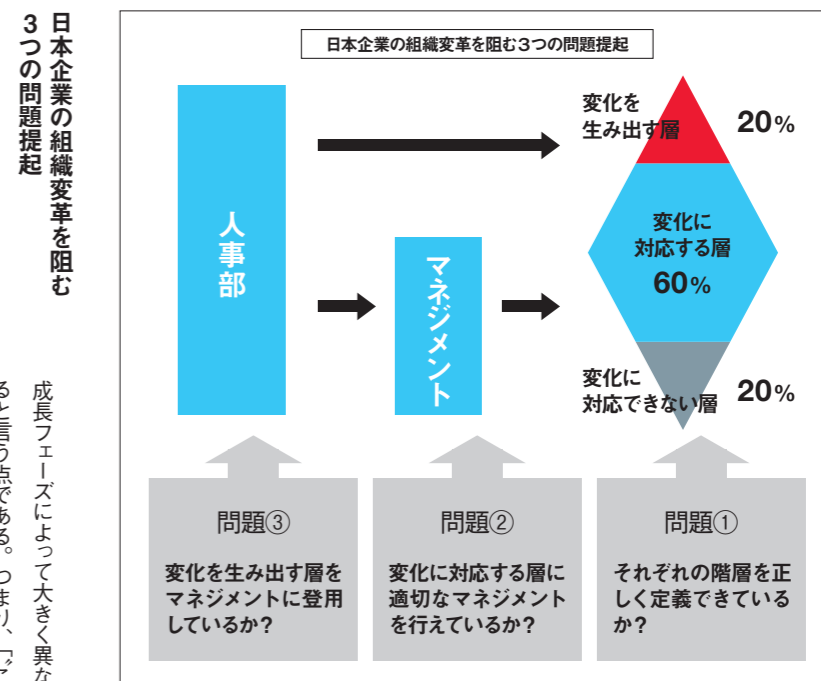 日本企業の組織変革を阻む
3つの問題提起
日本企業の組織変革を阻む3つの問題提起
人事部
マネジメント
変化を
生み出す層
20%
変化に
対応する層
60%
変化に
対応できない層
20%
問題③
変化を生み出す層を
マネジメントに登用
しているか?
問題②
変化に対応する層に
適切なマネジメント
を行えているか?
問題①
それぞれの階層を正
しく定義できている
か?
成長フェーズによって大きく異な
ると言う点である。つまり、「